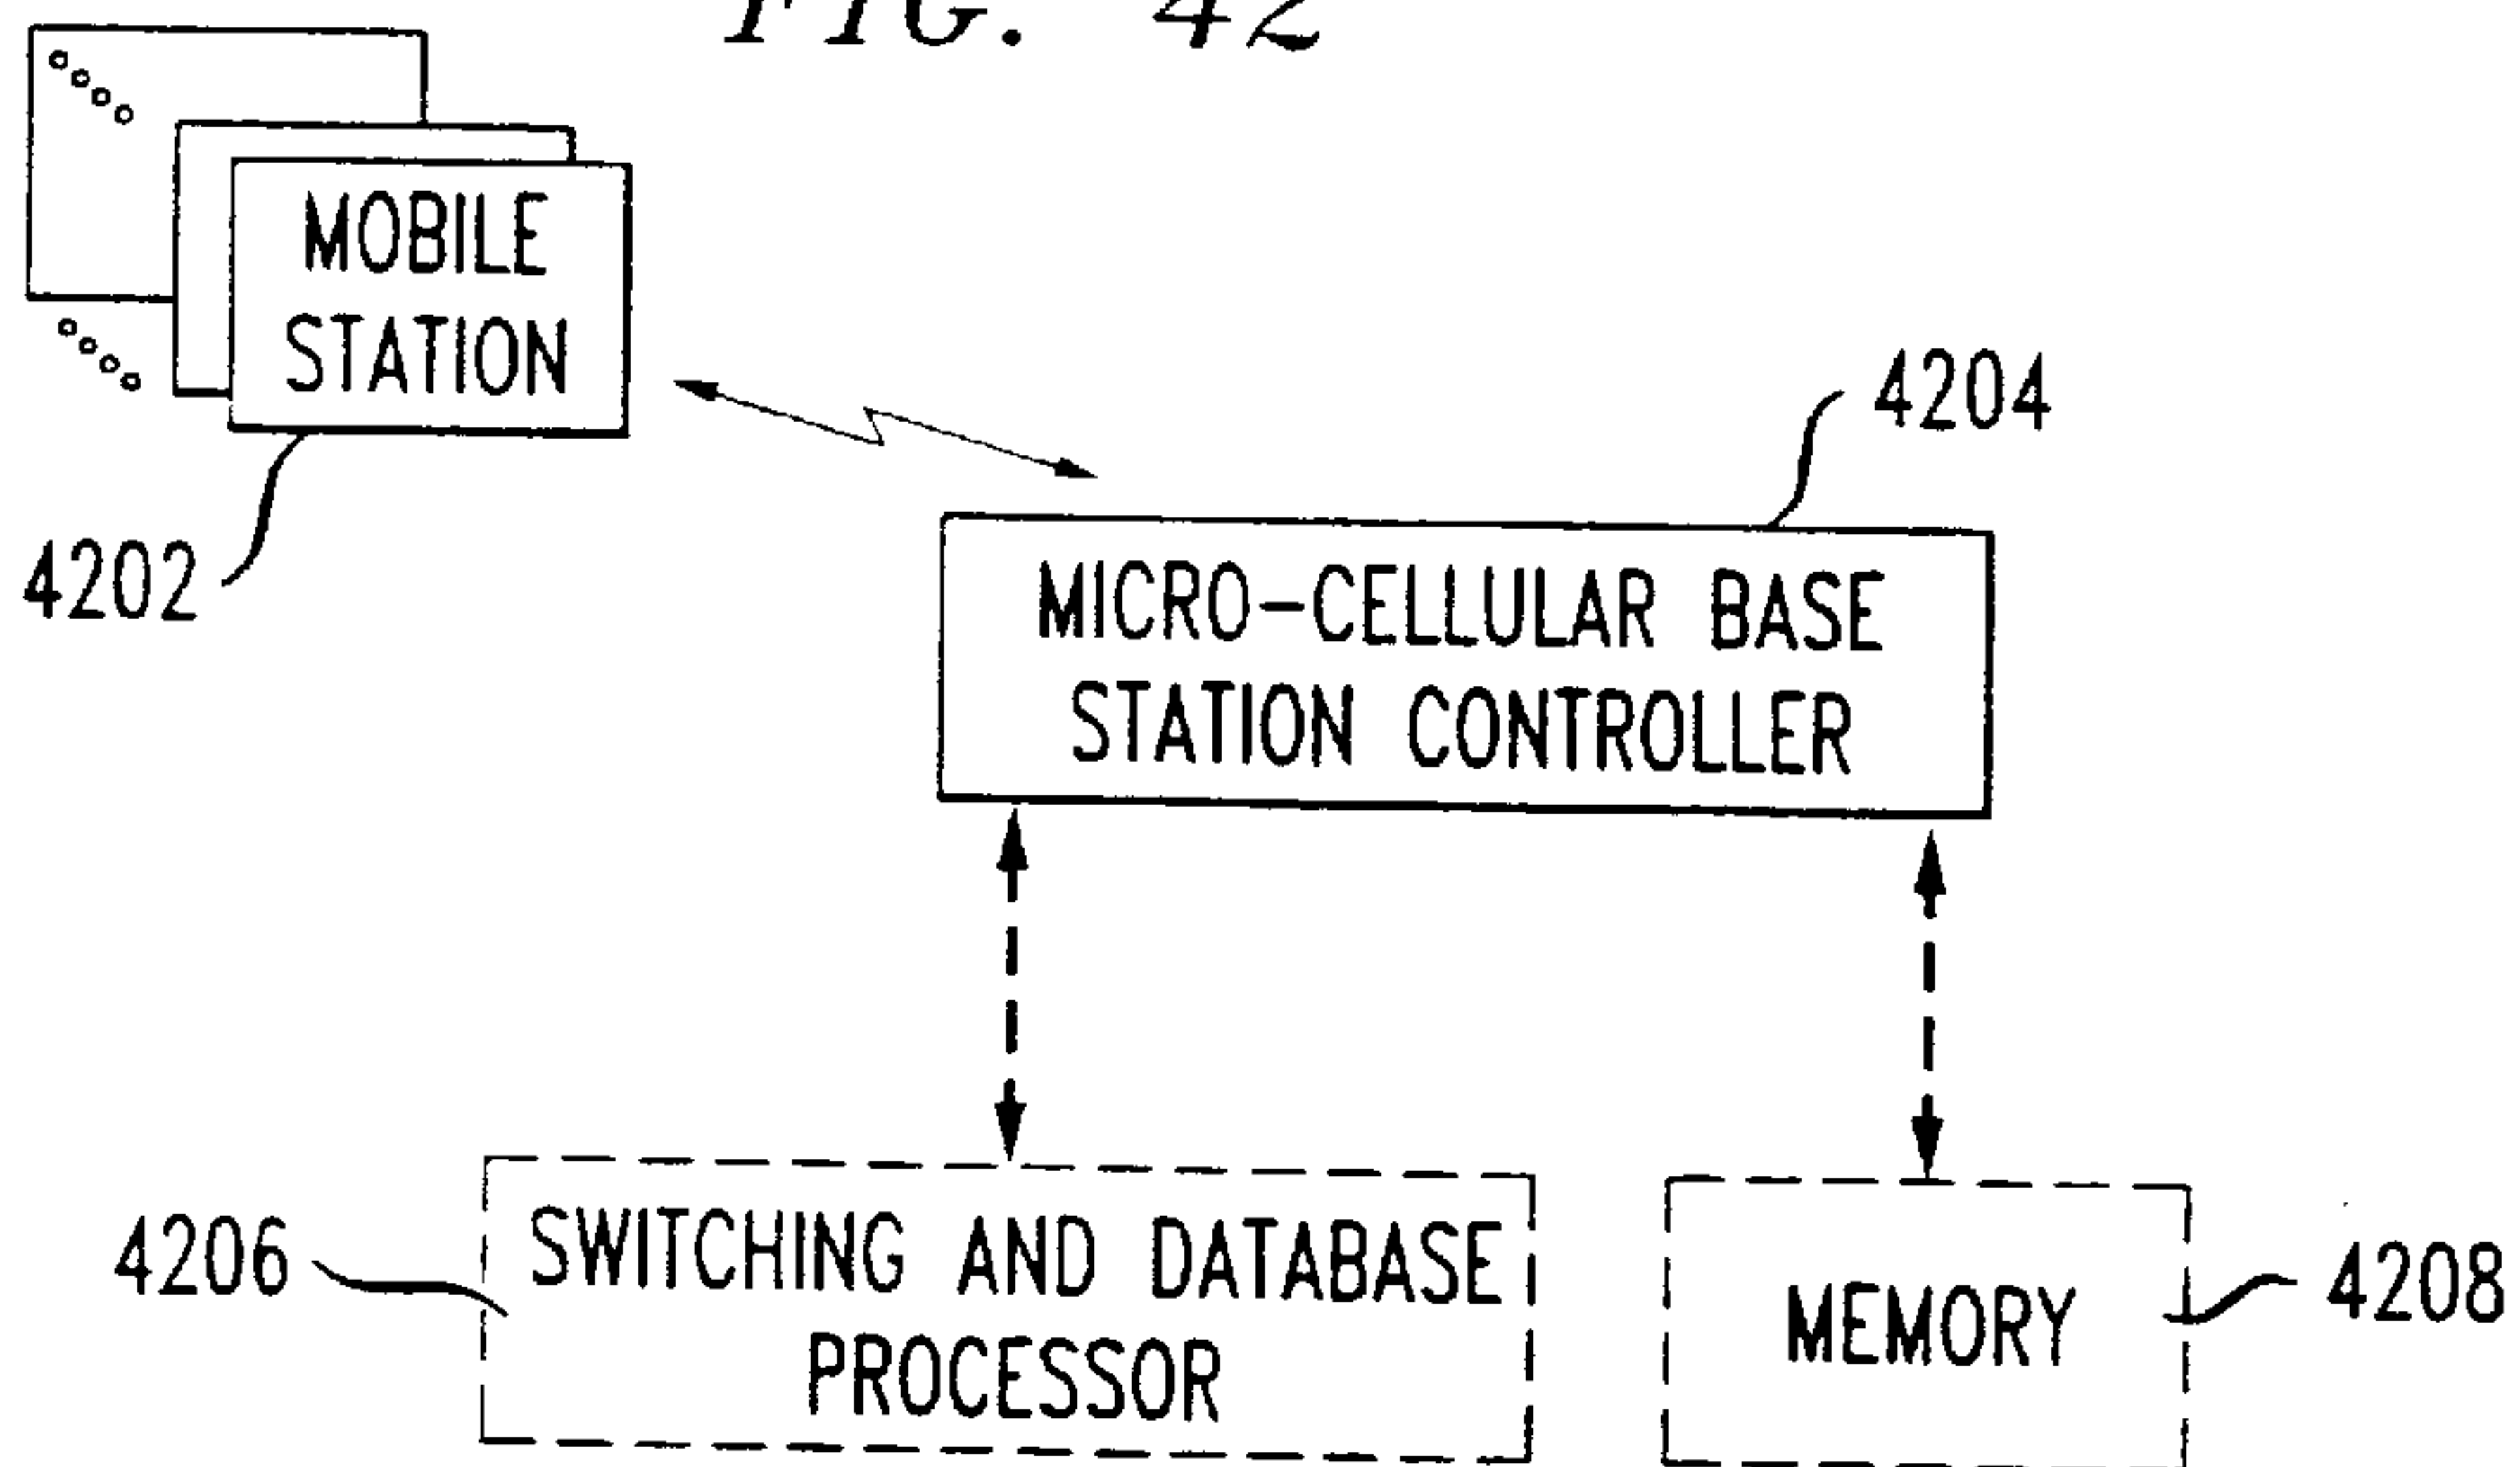 FIG. 42
MOBILE
STATION
4204
4202
MICRO-CELLULAR BASE
STATION CONTROLLER
4206
SWITCHING AND DATABASE
PROCESSOR
MEMORY
4208